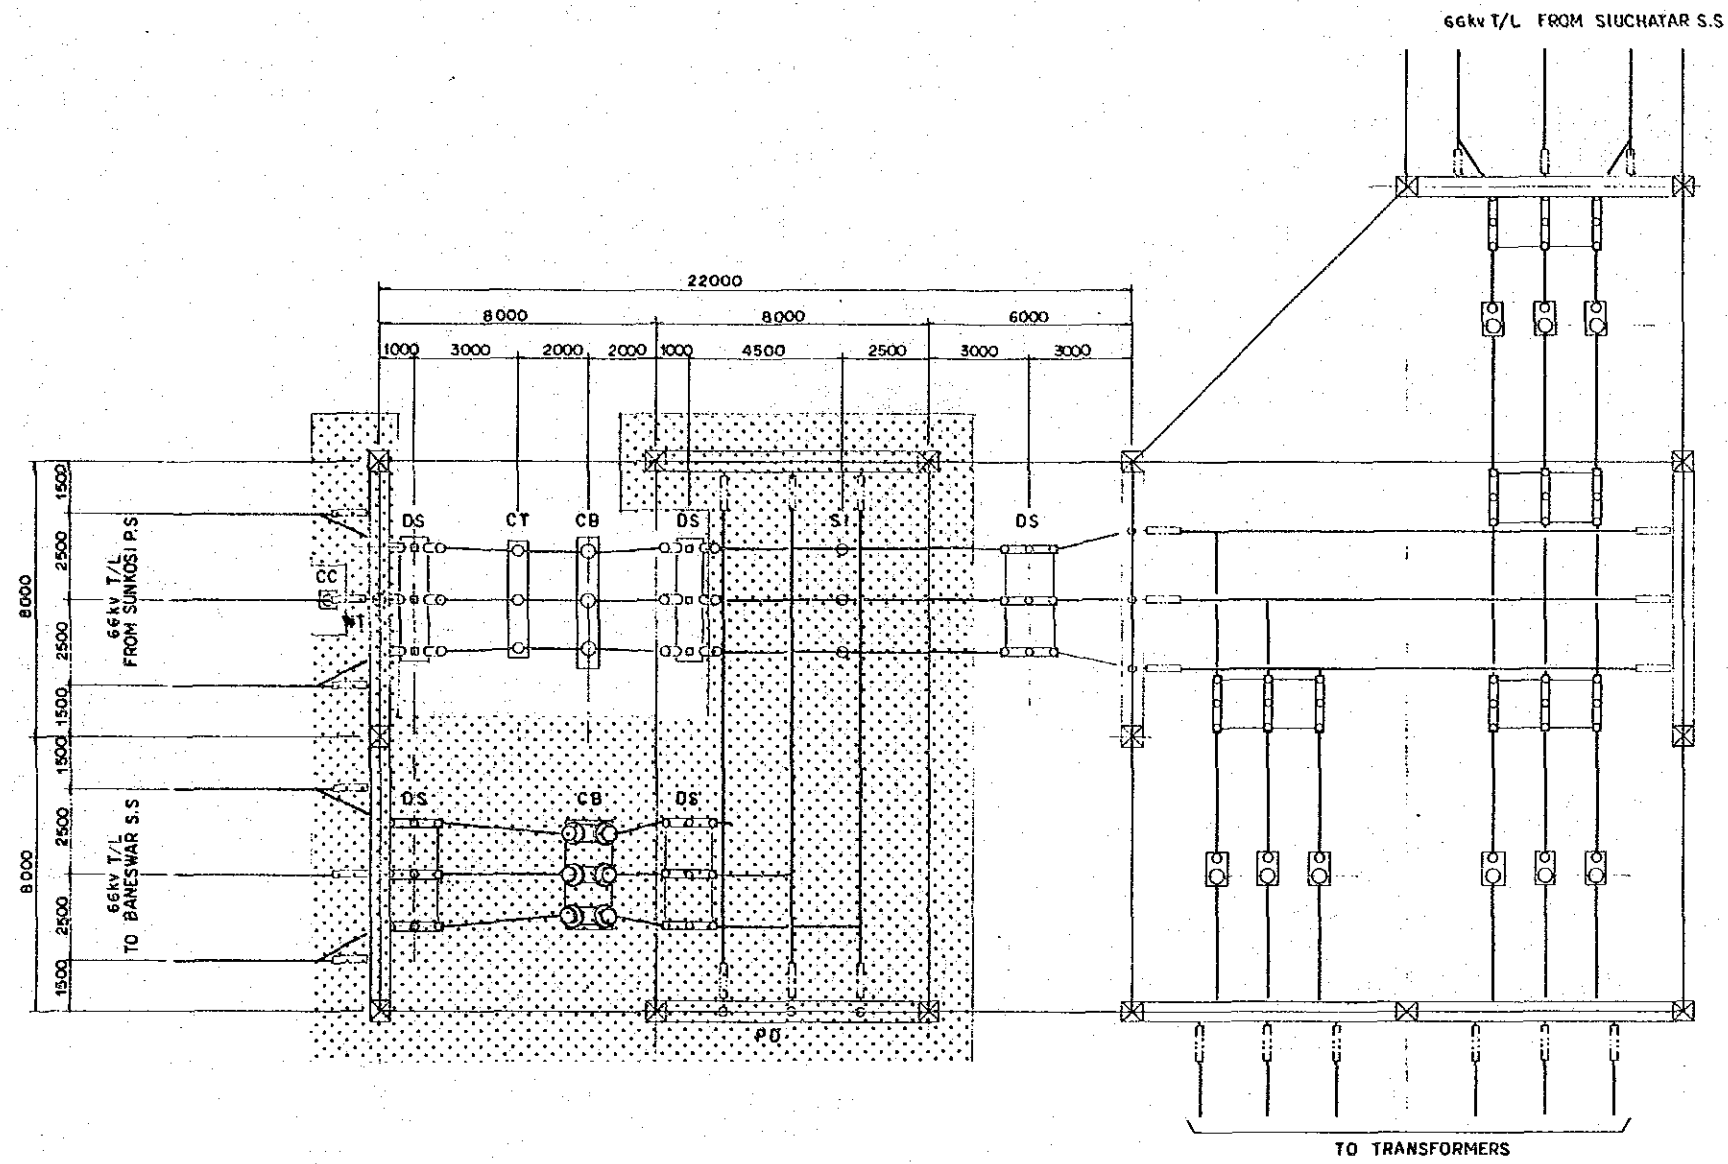 66kv T/L FROM SIUCHATAR S.S
22000
8000 8000 6000
1000 3000 2000 2000 1000 4500 2500 3000 3000
DS CT CB DS SI DS
CC
DS CB DS
PD
8000
8000
1500
2500
2500
1500
1500
2500
2500
1500
66kv T/L
FROM SUNKOSI P.S
66kv T/L
TO BANESWAR S.S
TO TRANSFORMERS